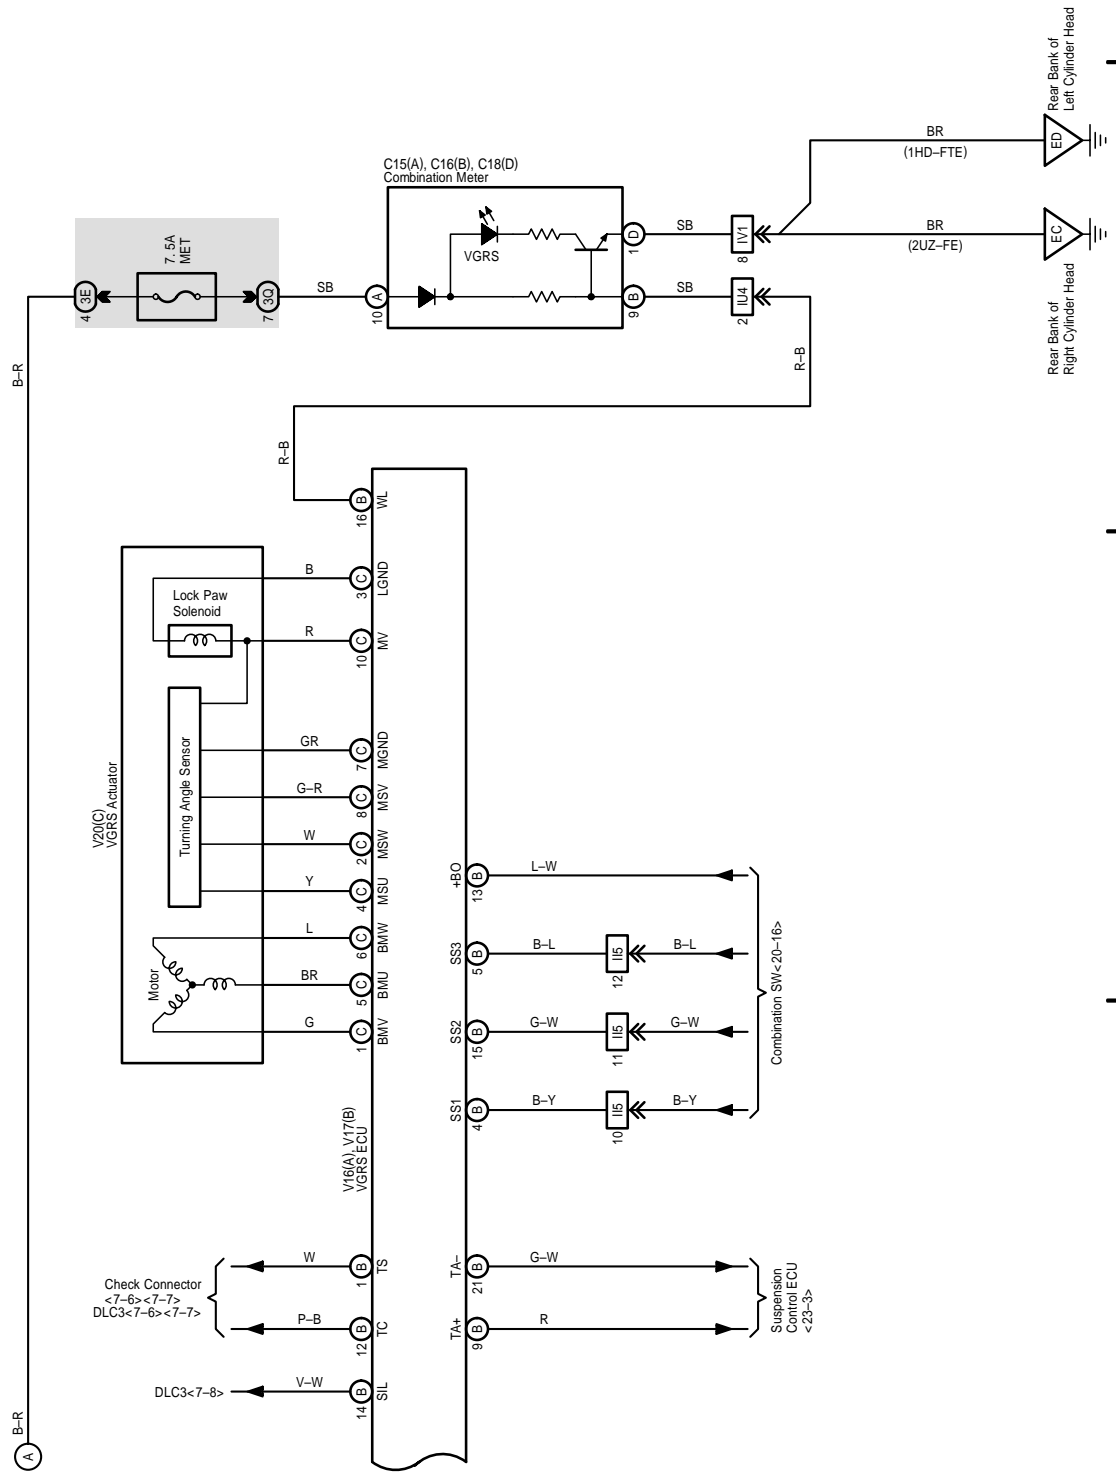 Rear Bank of
Left Cylinder Head
ED
BR
(1HD–FTE)
C15(A), C16(B), C18(D)
Combination Meter
7. 5A
MET
VGRS
1 D
SB
8 IV1
BR
(2UZ–FE)
EC
4 3E
7 3Q
SB
10 A
9 B
SB
2 IU4
Rear Bank of
Right Cylinder Head
B–R
R–B
R–B
16 B WL
B
3 C LGND
Lock Paw
Solenoid
R
10 C MV
V20(C)
VGRS Actuator
Turning Angle Sensor
GR
7 C MGND
G–R
8 C MSV
W
2 C MSW
Y
4 C MSU
L
6 C BMW
Motor
BR
5 C BMU
G
1 C BMV
+BO
13 B
L–W
SS3
5 B
B–L
12 II5
B–L
SS2
15 B
G–W
11 II5
G–W
SS1
4 B
B–Y
10 II5
B–Y
Combination SW<20–16>
V16(A), V17(B)
VGRS ECU
Check Connector
<7–6><7–7>
DLC3<7–6><7–7>
W
1 B TS
P–B
12 B TC
DLC3<7–8>
V–W
14 B SIL
TA–
21 B
G–W
TA+
9 B
R
Suspension
Control ECU
<23–3>
B–R
A